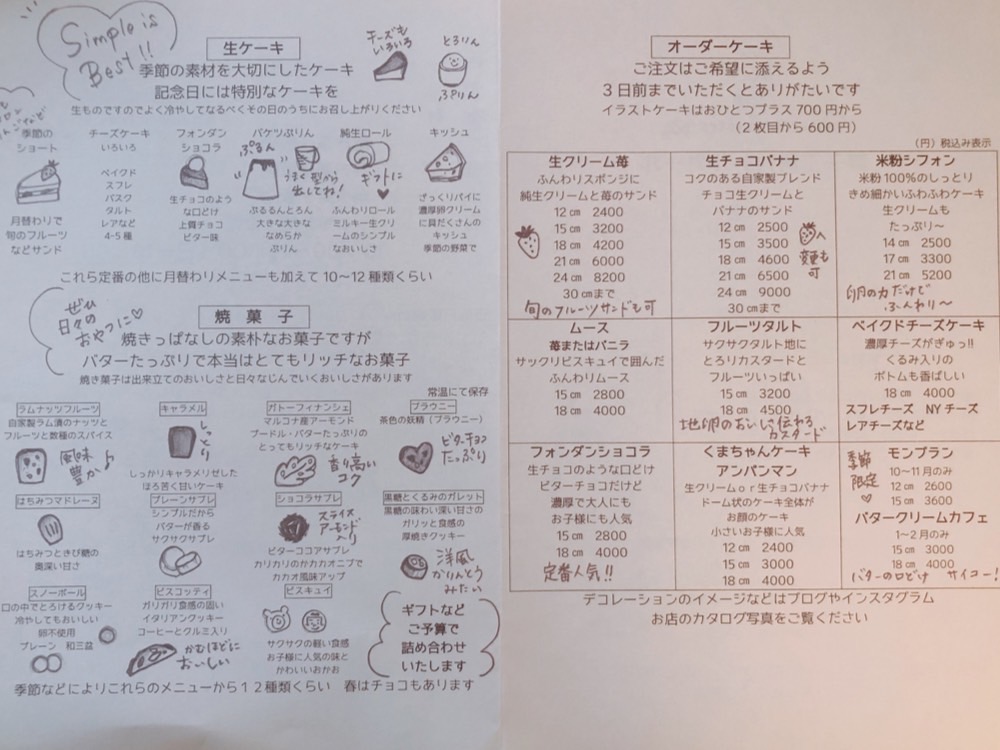 Simple is
Best!!
生ケーキ
季節の素材を大切にしたケーキ
記念日には特別なケーキを
生ものですのでよく冷やしてなるべくその日のうちにお召し上がりください
チーズも
いろいろ
とろりん
ぷりん
季節の
ショート
月替わりで
旬のフルーツ
などサンド
チーズケーキ
いろいろ
ベイクド
スフレ
バスク
タルト
レアなど
4-5種
フォンダン
ショコラ
生チョコのよう
な口どけ
上質チョコ
ビター味
バケツぷりん
ぷるん
うまく型から
出してね!
ぷるるんとろん
大きな大きな
なめらか
ぷりん
純生ロール
ギフトに
ふんわりロール
ミルキー生クリ
ームのシンプル
なおいしさ
キッシュ
ざっくりパイに
濃厚卵クリーム
に具だくさんの
キッシュ
季節の野菜で
これら定番の他に月替わりメニューも加えて10〜12種類くらい
ぜひ
日々の
おやつに♡
焼 菓 子
焼きっぱなしの素朴なお菓子ですが
バターたっぷりで本当はとてもリッチなお菓子
焼き菓子は出来立てのおいしさと日々なじんでいくおいしさがあります
常温にて保存
ラムナッツフルーツ
自家製ラム漬のナッツと
フルーツと数種のスパイス
風味
豊か♪
キャラメル
しっとり
しっかりキャラメリゼした
ほろ苦く甘いケーキ
ガトーフィナンシェ
マルコナ産アーモンド
プードル・バターたっぷりの
とってもリッチなケーキ
香り高い
コク
ブラウニー
茶色の妖精（ブラウニー）
ビターチョコ
たっぷり
はちみつマドレーヌ
はちみつときび糖の
奥深い甘さ
プレーンサブレ
シンプルだから
バターが香る
サクサクサブレ
ショコラサブレ
スライス
アーモンド
入り
ビターココアサブレ
カリカリのかカカオニブで
カカオ風味アップ
黒糖とくるみのガレット
黒糖の味わい深い甘さの
ガリッと食感の
厚焼きクッキー
洋風
かりんとう
みたい
スノーボール
口の中でとろけるクッキー
冷やしてもおいしい
卵不使用
プレーン 和三盆
ビスコッティ
ガリガリ食感の固い
イタリアンクッキー
コーヒーとクルミ入り
かむほどに
おいしい
ビスキュイ
サクサクの軽い食感
お子様に人気の味と
かわいいおかお
ギフトなど
ご予算で
詰め合わせ
いたします
季節などによりこれらのメニューから12種類くらい 春はチョコもあります
オーダーケーキ
ご注文はご希望に添えるよう
3日前までいただくとありがたいです
イラストケーキはおひとつプラス700円から
（2枚目から600円）
（円）税込み表示
生クリーム苺
ふんわりスポンジに
純生クリームと苺のサンド
12㎝ 2400
15㎝ 3200
18㎝ 4200
21㎝ 6000
24㎝ 8200
30㎝まで
旬のフルーツサンドも可
生チョコバナナ
コクのある自家製ブレンド
チョコ生クリームと
バナナのサンド
12㎝ 2500
15㎝ 3500
18㎝ 4600
21㎝ 6500
24㎝ 9000
30㎝まで
へ
変更も
可
米粉シフォン
米粉100%のしっとり
きめ細かいふわふわケーキ
生クリームも
たっぷり〜
14㎝ 2500
17㎝ 3300
21㎝ 5200
卵の力だけど
ふんわり〜
ムース
苺またはバニラ
サックリビスキュイで囲んだ
ふんわりムース
15㎝ 2800
18㎝ 4000
フルーツタルト
サクサクタルト地に
とろりカスタードと
フルーツいっぱい
15㎝ 3200
18㎝ 4500
地卵のおいしさ伝わる
カスタード
ベイクドチーズケーキ
濃厚チーズがぎゅっ!!
くるみ入りの
ボトムも香ばしい
18㎝ 4000
スフレチーズ NYチーズ
レアチーズなど
フォンダンショコラ
生チョコのような口どけ
ビターチョコだけど
濃厚で大人にも
お子様にも人気
15㎝ 2800
18㎝ 4000
定番人気!!
くまちゃんケーキ
アンパンマン
生クリームor生チョコバナナ
ドーム状のケーキ全体が
お顔のケーキ
小さいお子様に人気
12㎝ 2400
15㎝ 3000
18㎝ 4000
季節
限定
♡
モンブラン
10〜11月のみ
12㎝ 2600
15㎝ 3600
バタークリームカフェ
1〜2月のみ
15㎝ 3000
18㎝ 4000
バターの口どけ サイコー!
デコレーションのイメージなどはブログやインスタグラム
お店のカタログ写真をご覧ください